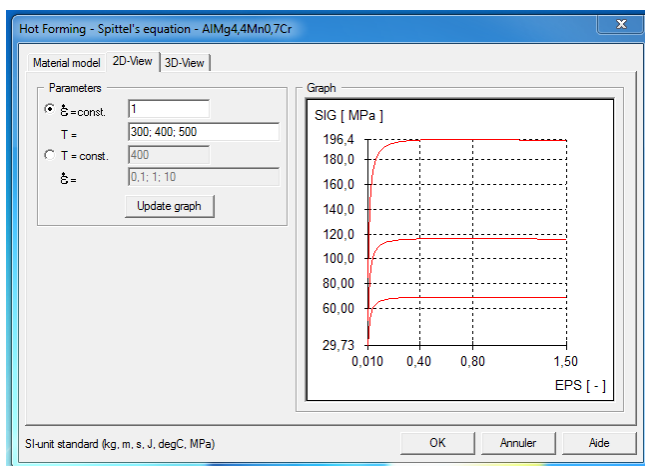 Hot Forming - Spittel's equation - AlMg4,4Mn0,7Cr
x
Material model 2D-View 3D-View
Parameters
ε̇ =const. 1
T = 300; 400; 500
T = const. 400
ε̇ = 0,1; 1; 10
Update graph
Graph
SIG [ MPa ]
196,4
180,0
160,0
140,0
120,0
100,0
80,00
60,00
29,73
0,010 0,40 0,80 1,50
EPS [ - ]
SI-unit standard (kg, m, s, J, degC, MPa)
OK Annuler Aide